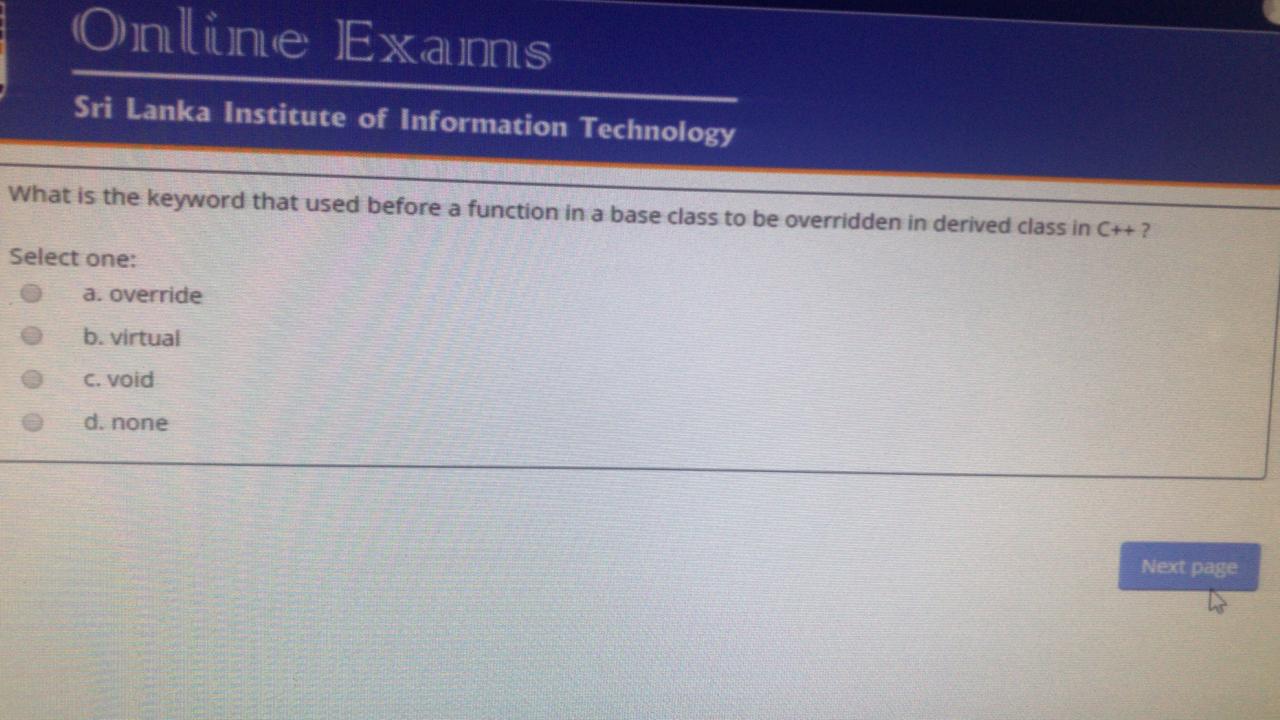 Online Exams
Sri Lanka Institute of Information Technology
What is the keyword that used before a function in a base class to be overridden in derived class in C++ ?
Select one:
a. override
b. virtual
c. void
d. none
Next page